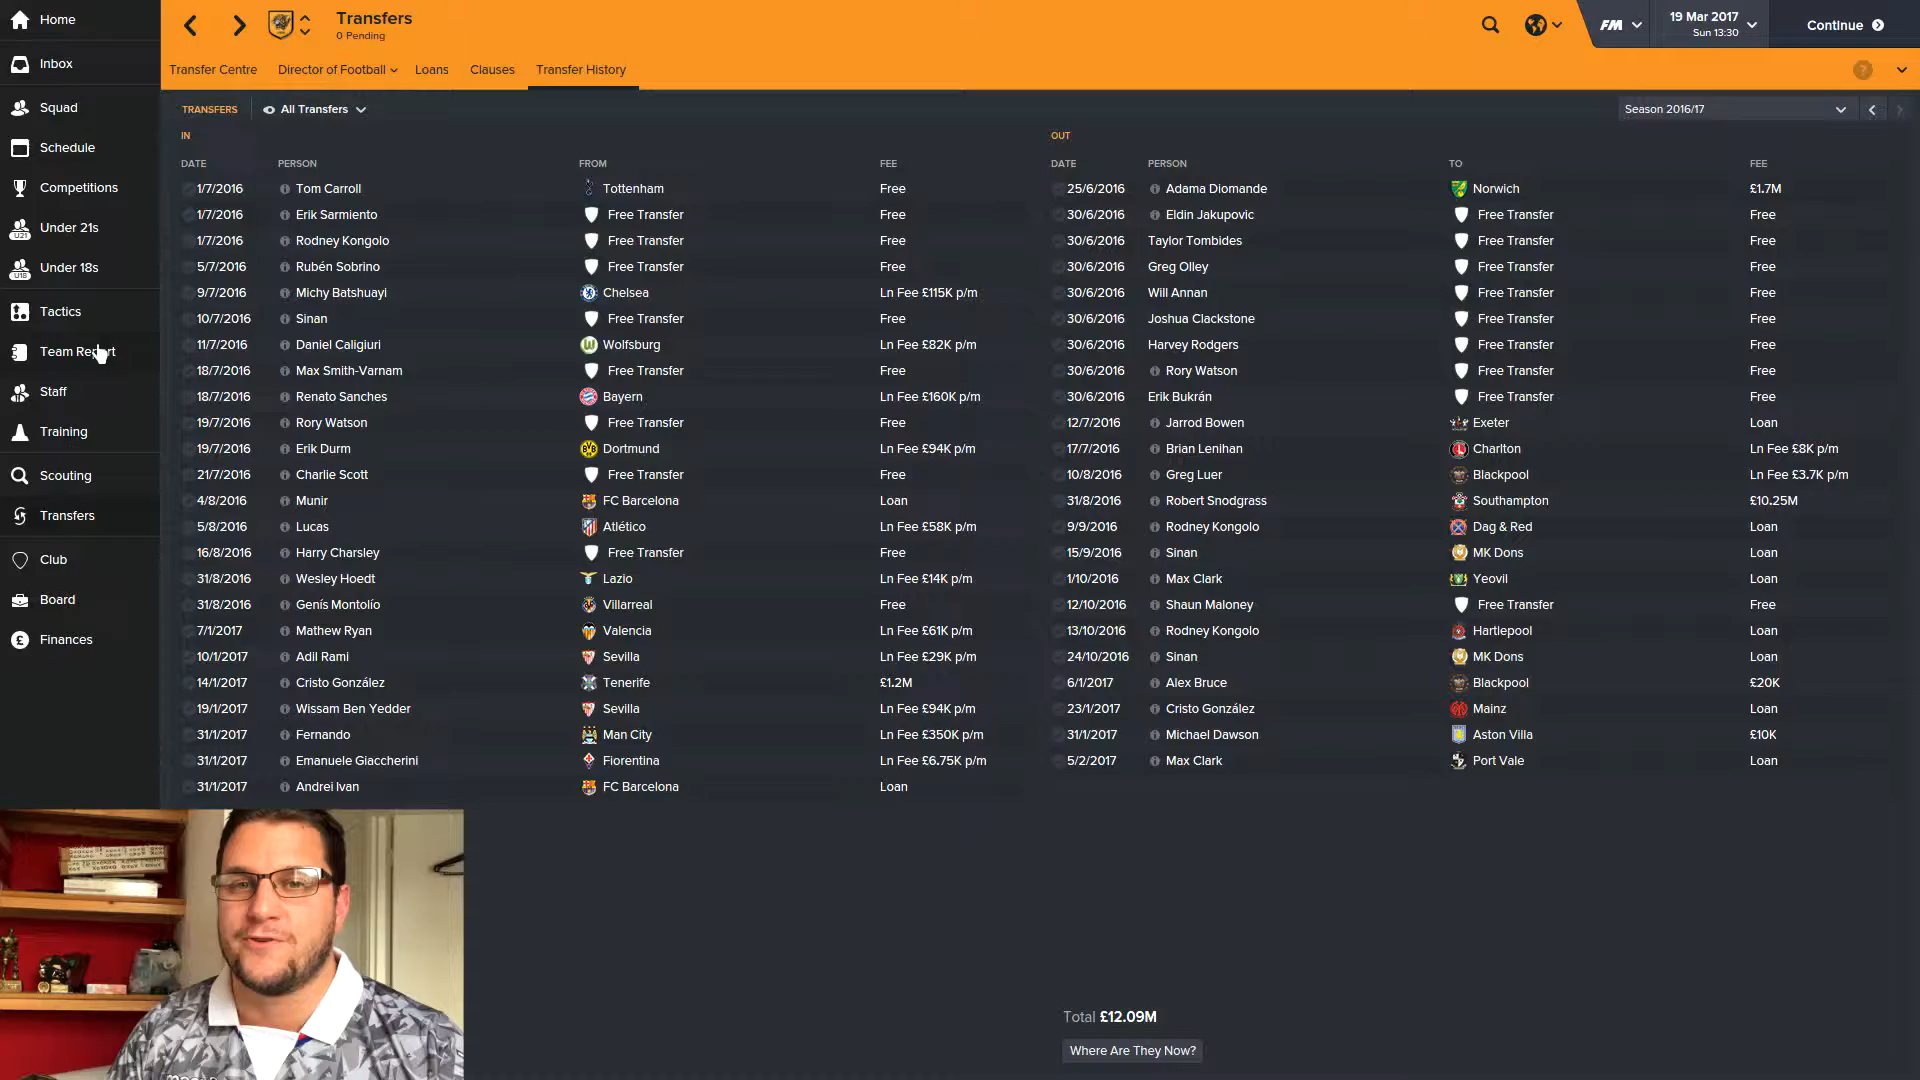 Home
Inbox
Squad
Schedule
Competitions
Under 21s
Under 18s
Tactics
Team Report
Staff
Training
Scouting
Transfers
Club
Board
Finances
Transfers
0 Pending
FM
19 Mar 2017
Sun 13:30
Continue
Transfer Centre Director of Football Loans Clauses Transfer History
TRANSFERS All Transfers Season 2016/17
IN
DATE PERSON FROM FEE
1/7/2016 Tom Carroll Tottenham Free
1/7/2016 Erik Sarmiento Free Transfer Free
1/7/2016 Rodney Kongolo Free Transfer Free
5/7/2016 Rubén Sobrino Free Transfer Free
9/7/2016 Michy Batshuayi Chelsea Ln Fee £115K p/m
10/7/2016 Sinan Free Transfer Free
11/7/2016 Daniel Caligiuri Wolfsburg Ln Fee £82K p/m
18/7/2016 Max Smith-Varnam Free Transfer Free
18/7/2016 Renato Sanches Bayern Ln Fee £160K p/m
19/7/2016 Rory Watson Free Transfer Free
19/7/2016 Erik Durm Dortmund Ln Fee £94K p/m
21/7/2016 Charlie Scott Free Transfer Free
4/8/2016 Munir FC Barcelona Loan
5/8/2016 Lucas Atlético Ln Fee £58K p/m
16/8/2016 Harry Charsley Free Transfer Free
31/8/2016 Wesley Hoedt Lazio Ln Fee £14K p/m
31/8/2016 Genís Montolío Villarreal Free
7/1/2017 Mathew Ryan Valencia Ln Fee £61K p/m
10/1/2017 Adil Rami Sevilla Ln Fee £29K p/m
14/1/2017 Cristo González Tenerife £1.2M
19/1/2017 Wissam Ben Yedder Sevilla Ln Fee £94K p/m
31/1/2017 Fernando Man City Ln Fee £350K p/m
31/1/2017 Emanuele Giaccherini Fiorentina Ln Fee £6.75K p/m
31/1/2017 Andrei Ivan FC Barcelona Loan
OUT
DATE PERSON TO FEE
25/6/2016 Adama Diomande Norwich £1.7M
30/6/2016 Eldin Jakupovic Free Transfer Free
30/6/2016 Taylor Tombides Free Transfer Free
30/6/2016 Greg Olley Free Transfer Free
30/6/2016 Will Annan Free Transfer Free
30/6/2016 Joshua Clackstone Free Transfer Free
30/6/2016 Harvey Rodgers Free Transfer Free
30/6/2016 Rory Watson Free Transfer Free
30/6/2016 Erik Bukrán Free Transfer Free
12/7/2016 Jarrod Bowen Exeter Loan
17/7/2016 Brian Lenihan Charlton Ln Fee £8K p/m
10/8/2016 Greg Luer Blackpool Ln Fee £3.7K p/m
31/8/2016 Robert Snodgrass Southampton £10.25M
9/9/2016 Rodney Kongolo Dag & Red Loan
15/9/2016 Sinan MK Dons Loan
1/10/2016 Max Clark Yeovil Loan
12/10/2016 Shaun Maloney Free Transfer Free
13/10/2016 Rodney Kongolo Hartlepool Loan
24/10/2016 Sinan MK Dons Loan
6/1/2017 Alex Bruce Blackpool £20K
23/1/2017 Cristo González Mainz Loan
31/1/2017 Michael Dawson Aston Villa £10K
5/2/2017 Max Clark Port Vale Loan
Total £12.09M
Where Are They Now?